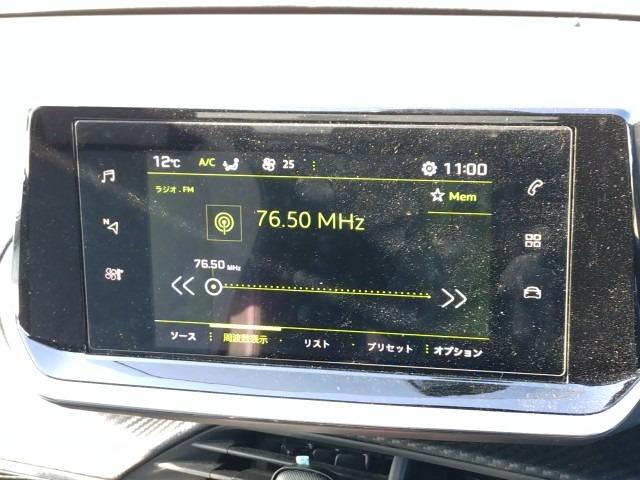 12℃ A/C 25 11:00
ラジオ . FM
Mem
76.50 MHz
76.50 MHz
N
ソース 周波数表示 リスト プリセット オプション